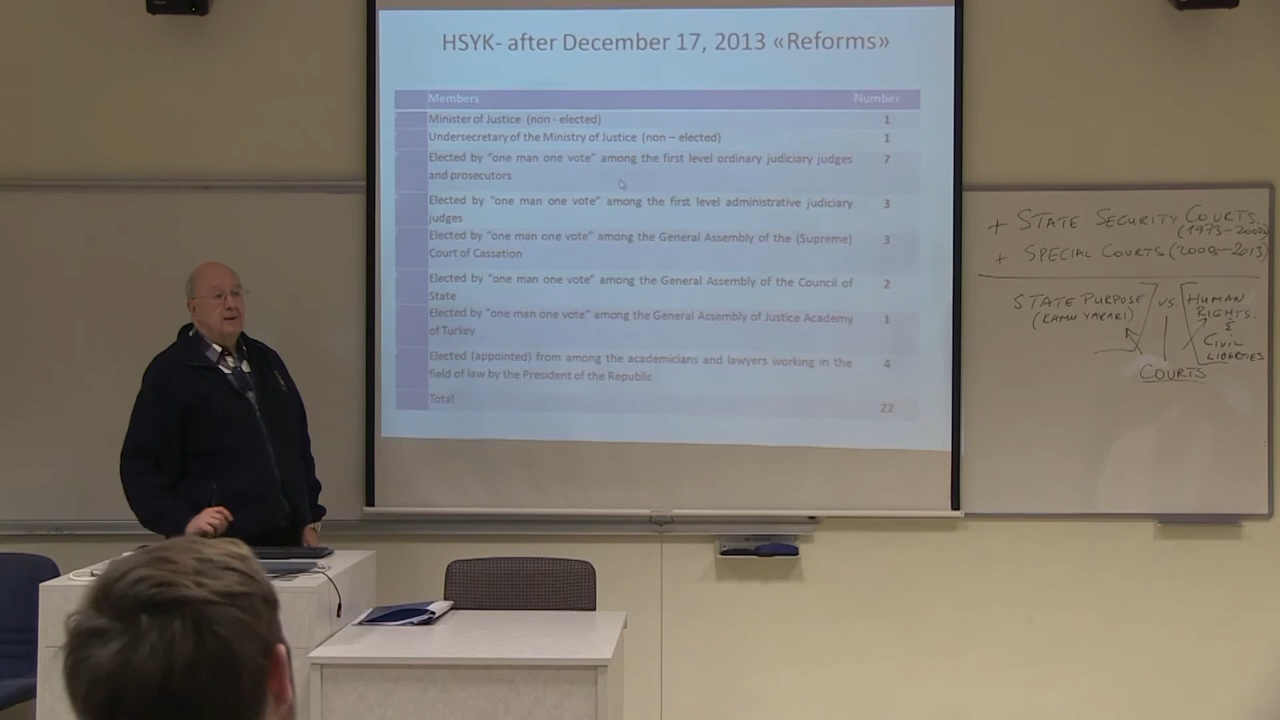 HSYK- after December 17, 2013 «Reforms»
Members Number
Minister of Justice (non - elected) 1
Undersecretary of the Ministry of Justice (non – elected) 1
Elected by "one man one vote" among the first level ordinary judiciary judges 7
and prosecutors
Elected by "one man one vote" among the first level administrative judiciary 3
judges
Elected by "one man one vote" among the General Assembly of the (Supreme) 3
Court of Cassation
Elected by "one man one vote" among the General Assembly of the Council of 2
State
Elected by "one man one vote" among the General Assembly of Justice Academy 1
of Turkey
Elected (appointed) from among the academicians and lawyers working in the 4
field of law by the President of the Republic
Total 22
+ STATE SECURITY COURTS
+ SPECIAL COURTS
STATE PURPOSE VS. HUMAN
RIGHTS
&
CIVIL
LIBERTIES
COURTS